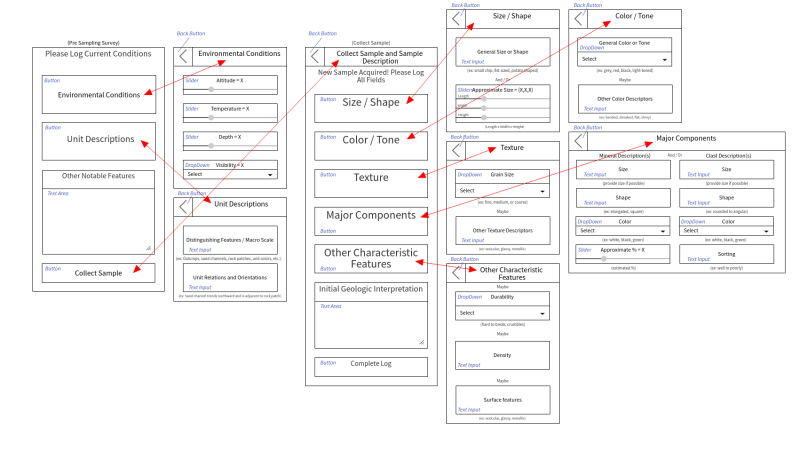 (Pre Sampling Survey)
Please Log Current Conditions
Button
Environmental Conditions
Button
Unit Descriptions
Other Notable Features
Text Area
Button
Collect Sample
Back Button
Environmental Conditions
Slider
Altitude = X
Slider
Temperature = X
Slider
Depth = X
DropDown
Visibility = X
Select
Back Button
Unit Descriptions
Distinguishing Features / Macro Scale
Text Input
(ex: Outcrops, sand channels, rock patches, unit colors, etc.)
Unit Relations and Orientations
Text Input
(ex: Sand channel trends northward and is adjacent to rock patch)
(Collect Sample)
Back Button
Collect Sample and Sample
Description
New Sample Acquired! Please Log
All Fields
Button
Size / Shape
Button
Color / Tone
Button
Texture
Major Components
Button
Other Characteristic
Features
Button
Initial Geologic Interpretation
Text Area
Button
Complete Log
Back Button
Size / Shape
General Size or Shape
Text Input
(ex: small chip, fist sized, potato shaped)
And / Or
Slider
Approximate Size = (X,X,X)
Length
Width
Height
(Length x Width x Height)
Back Button
Texture
DropDown
Grain Size
Select
(ex: fine, medium, or coarse)
Maybe
Other Texture Descriptors
Text Input
(ex: vesicular, glassy, metallic)
Back Button
Other Characteristic
Features
Maybe
DropDown
Durability
Select
(hard to break, crumbles)
Maybe
Density
Text Input
Maybe
Surface features
Text Input
(ex: vesicular, glassy, metallic)
Back Button
Color / Tone
General Color or Tone
DropDown
Select
(ex: grey, red, black, light-toned)
Maybe
Other Color Descriptors
Text Input
Back Button
Major Components
Mineral Description(s)
And / Or
Clast Description(s)
Size
Text Input
(provide size if possible)
Shape
Text Input
(ex: elongated, square)
DropDown
Color
Select
(ex: white, black, green)
Slider
Approximate % = X
(estimated %)
Size
Text Input
(provide size if possible)
Shape
Text Input
(ex: rounded to angular)
DropDown
Color
Select
(ex: white, black, green)
Sorting
Text Input
(ex: well to poorly)